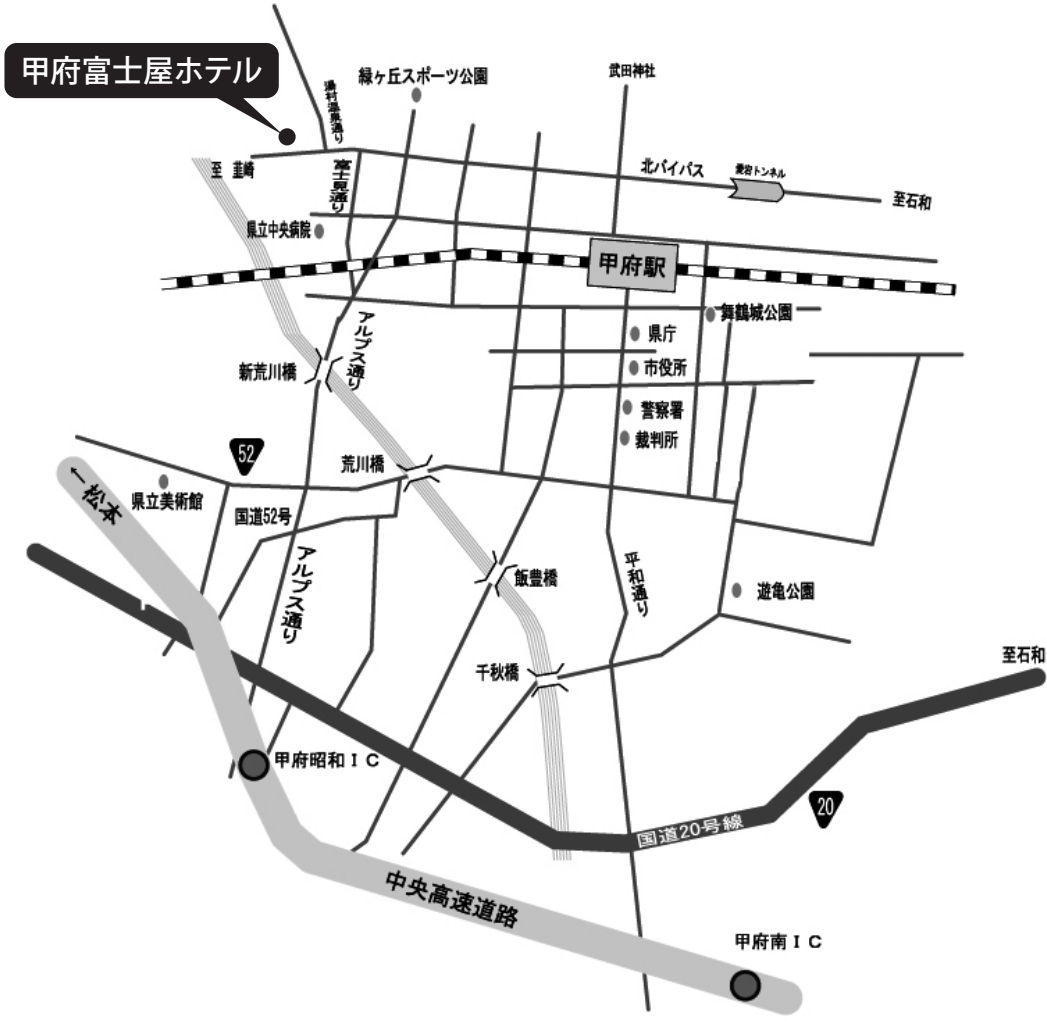 甲府富士屋ホテル
湯村温泉通り
緑ヶ丘スポーツ公園
武田神社
北バイパス
愛宕トンネル
至石和
至 韮崎
富士見通り
県立中央病院
甲府駅
舞鶴城公園
県庁
市役所
警察署
裁判所
アルプス通り
新荒川橋
荒川橋
52
県立美術館
国道52号
←松本
アルプス通り
飯豊橋
平和通り
遊亀公園
千秋橋
至石和
甲府昭和IC
国道20号線
20
中央高速道路
甲府南IC